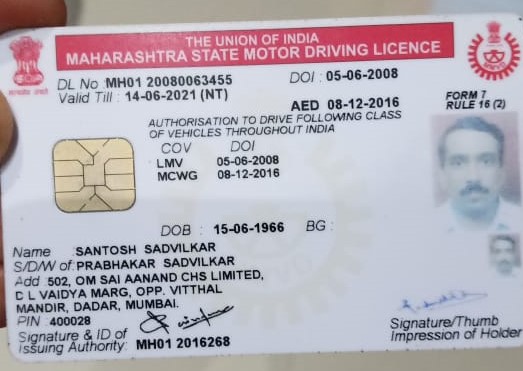 THE UNION OF INDIA
MAHARASHTRA STATE MOTOR DRIVING LICENCE
DL No :MH01 20080063455 DOI : 05-06-2008
Valid Till : 14-06-2021 (NT)
AED 08-12-2016
FORM 7
RULE 16 (2)
AUTHORISATION TO DRIVE FOLLOWING CLASS
OF VEHICLES THROUGHOUT INDIA
COV DOI
LMV 05-06-2008
MCWG 08-12-2016
DOB : 15-06-1966 BG :
Name :SANTOSH SADVILKAR
S/D/W of:PRABHAKAR SADVILKAR
Add :502, OM SAI AANAND CHS LIMITED,
D L VAIDYA MARG, OPP. VITTHAL
MANDIR, DADAR, MUMBAI.
PIN :400028
Signature & ID of
Issuing Authority: MH01 2016268
Signature/Thumb
Impression of Holder